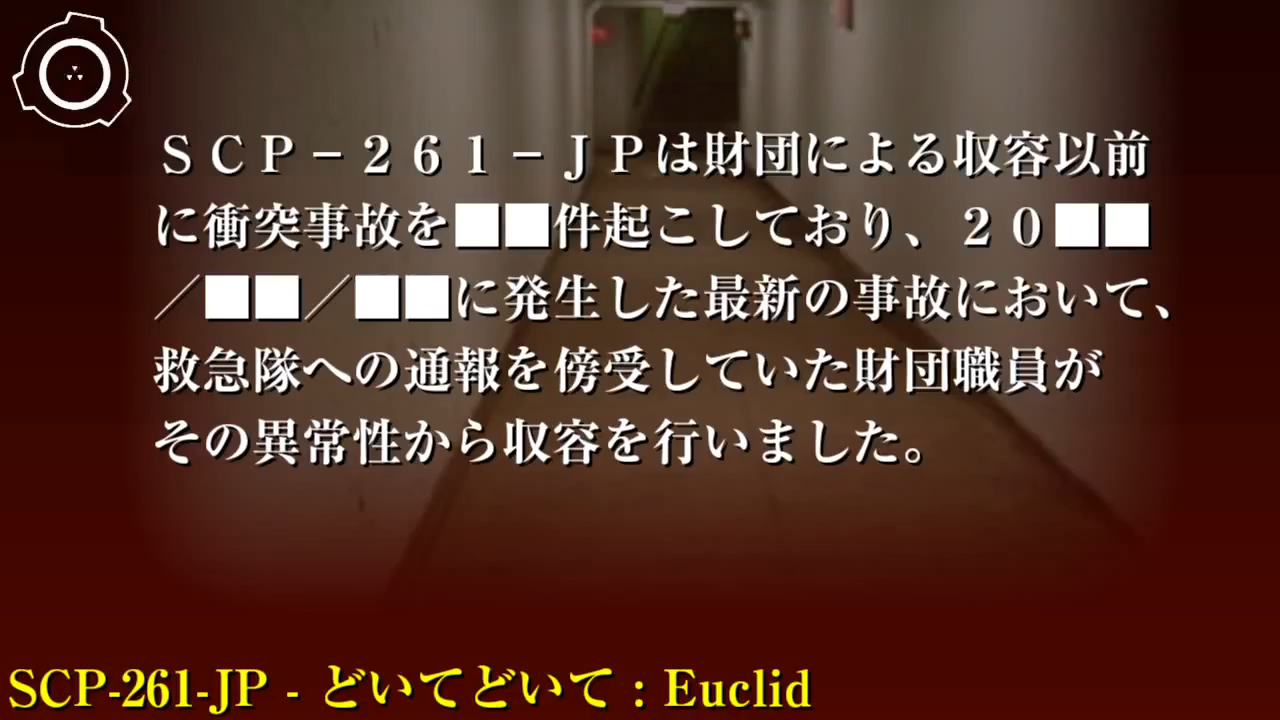 ＳＣＰ－２６１－ＪＰは財団による収容以前
に衝突事故を■■件起こしており、２０■■
／■■／■■に発生した最新の事故において、
救急隊への通報を傍受していた財団職員が
その異常性から収容を行いました。
SCP-261-JP - どいてどいて : Euclid